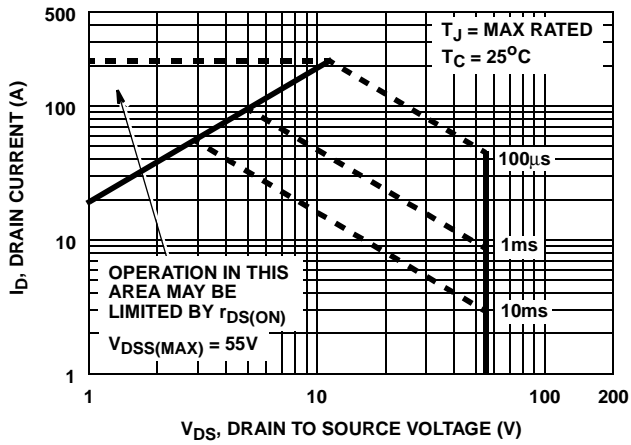 500
100
10
1
I_D, DRAIN CURRENT (A)
T_J = MAX RATED
T_C = 25°C
100μs
1ms
10ms
OPERATION IN THIS
AREA MAY BE
LIMITED BY r_DS(ON)
V_DSS(MAX) = 55V
1
10
100
200
V_DS, DRAIN TO SOURCE VOLTAGE (V)